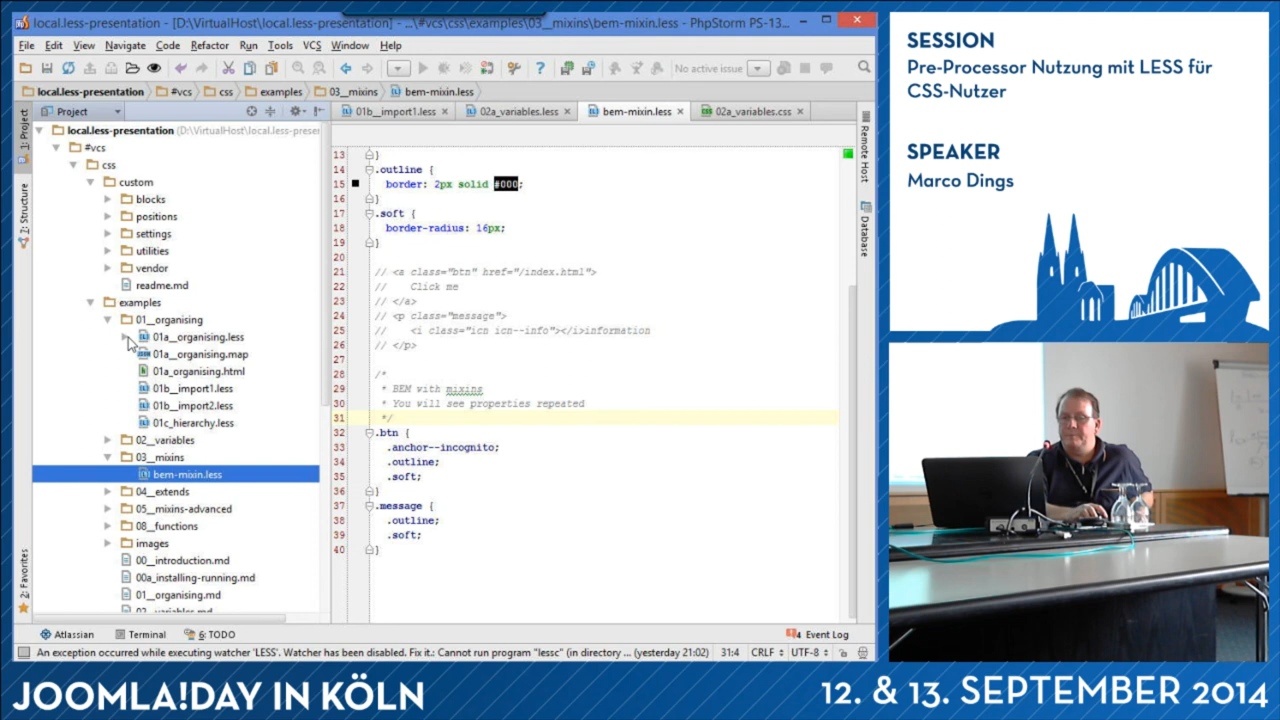 local.less-presentation - [D:\VirtualHost\local.less-presentation] - ...\#vcs\css\examples\03__mixins\bem-mixin.less - PhpStorm PS-13...
File Edit View Navigate Code Refactor Run Tools VCS Window Help
No active issue
local.less-presentation #vcs css examples 03__mixins bem-mixin.less
Project
01b__import1.less 02a_variables.less bem-mixin.less 02a_variables.css
1: Project
Z: Structure
2: Favorites
local.less-presentation (D:\VirtualHost\local.less-preser
#vcs
css
custom
blocks
positions
settings
utilities
vendor
readme.md
examples
01__organising
01a__organising.less
01a__organising.map
01a_organising.html
01b__import1.less
01b__import2.less
01c_hierarchy.less
02__variables
03__mixins
bem-mixin.less
04__extends
05__mixins-advanced
08__functions
images
00__introduction.md
00a_installing-running.md
01__organising.md
02__variables.md
13 }
14 .outline {
15 border: 2px solid #000;
16 }
17 .soft {
18 border-radius: 16px;
19 }
20
21 // <a class="btn" href="/index.html">
22 // Click me
23 // </a>
24 // <p class="message">
25 // <i class="icn icn--info"></i>information
26 // </p>
27
28 /*
29 * BEM with mixins
30 * You will see properties repeated
31 */
32 .btn {
33 .anchor--incognito;
34 .outline;
35 .soft;
36 }
37 .message {
38 .outline;
39 .soft;
40 }
Remote Host
Database
Atlassian Terminal 6: TODO 4 Event Log
An exception occurred while executing watcher 'LESS'. Watcher has been disabled. Fix it.: Cannot run program "lessc" (in directory ... (yesterday 21:02) 31:4 CRLF UTF-8
SESSION
Pre-Processor Nutzung mit LESS für
CSS-Nutzer
SPEAKER
Marco Dings
JOOMLA!DAY IN KÖLN
12. & 13. SEPTEMBER 2014